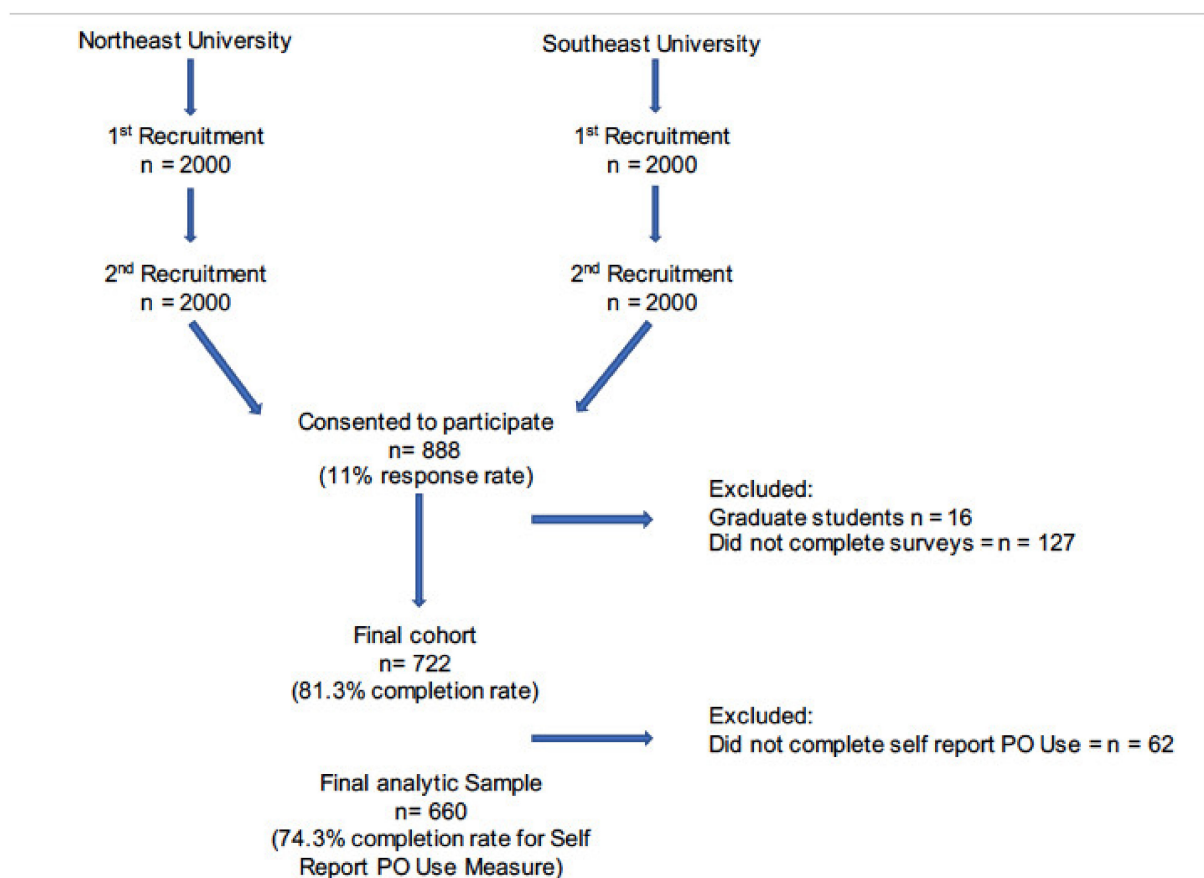 Northeast University
Southeast University
1st Recruitment
n = 2000
1st Recruitment
n = 2000
2nd Recruitment
n = 2000
2nd Recruitment
n = 2000
Consented to participate
n= 888
(11% response rate)
Excluded:
Graduate students n = 16
Did not complete surveys = n = 127
Final cohort
n= 722
(81.3% completion rate)
Excluded:
Did not complete self report PO Use = n = 62
Final analytic Sample
n= 660
(74.3% completion rate for Self
Report PO Use Measure)